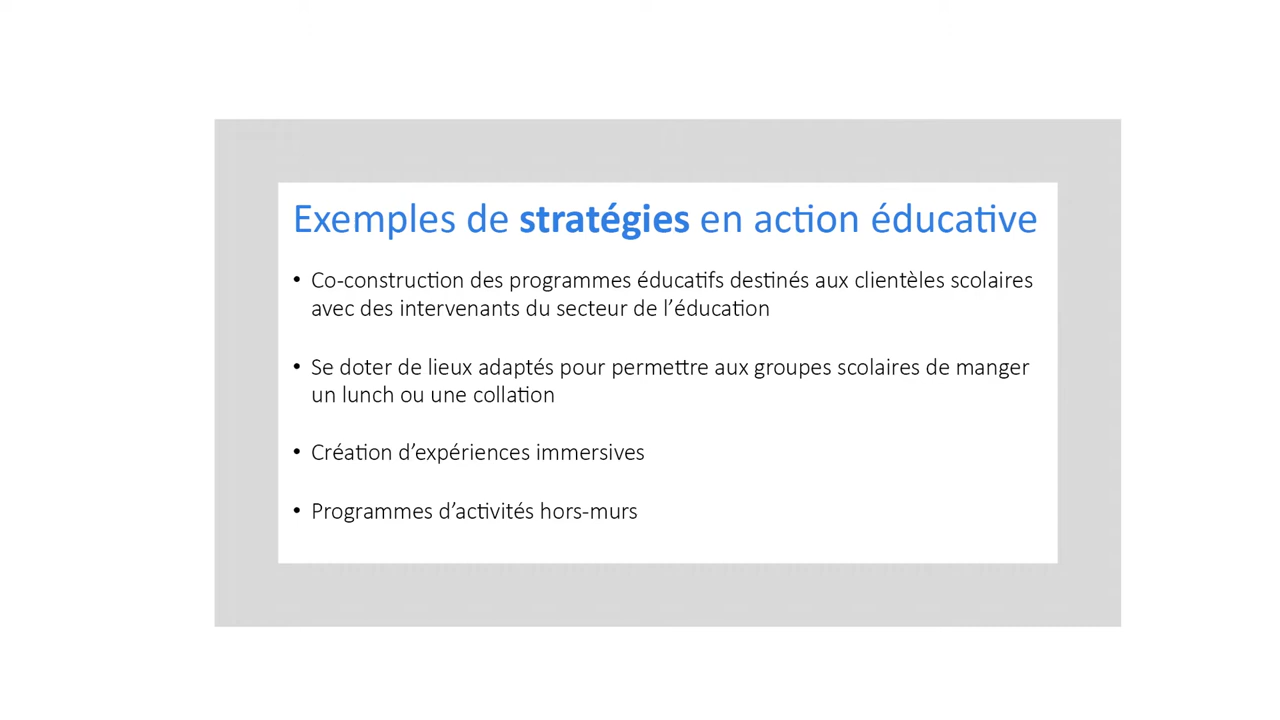 Exemples de stratégies en action éducative
• Co-construction des programmes éducatifs destinés aux clientèles scolaires
avec des intervenants du secteur de l’éducation
• Se doter de lieux adaptés pour permettre aux groupes scolaires de manger
un lunch ou une collation
• Création d’expériences immersives
• Programmes d’activités hors-murs